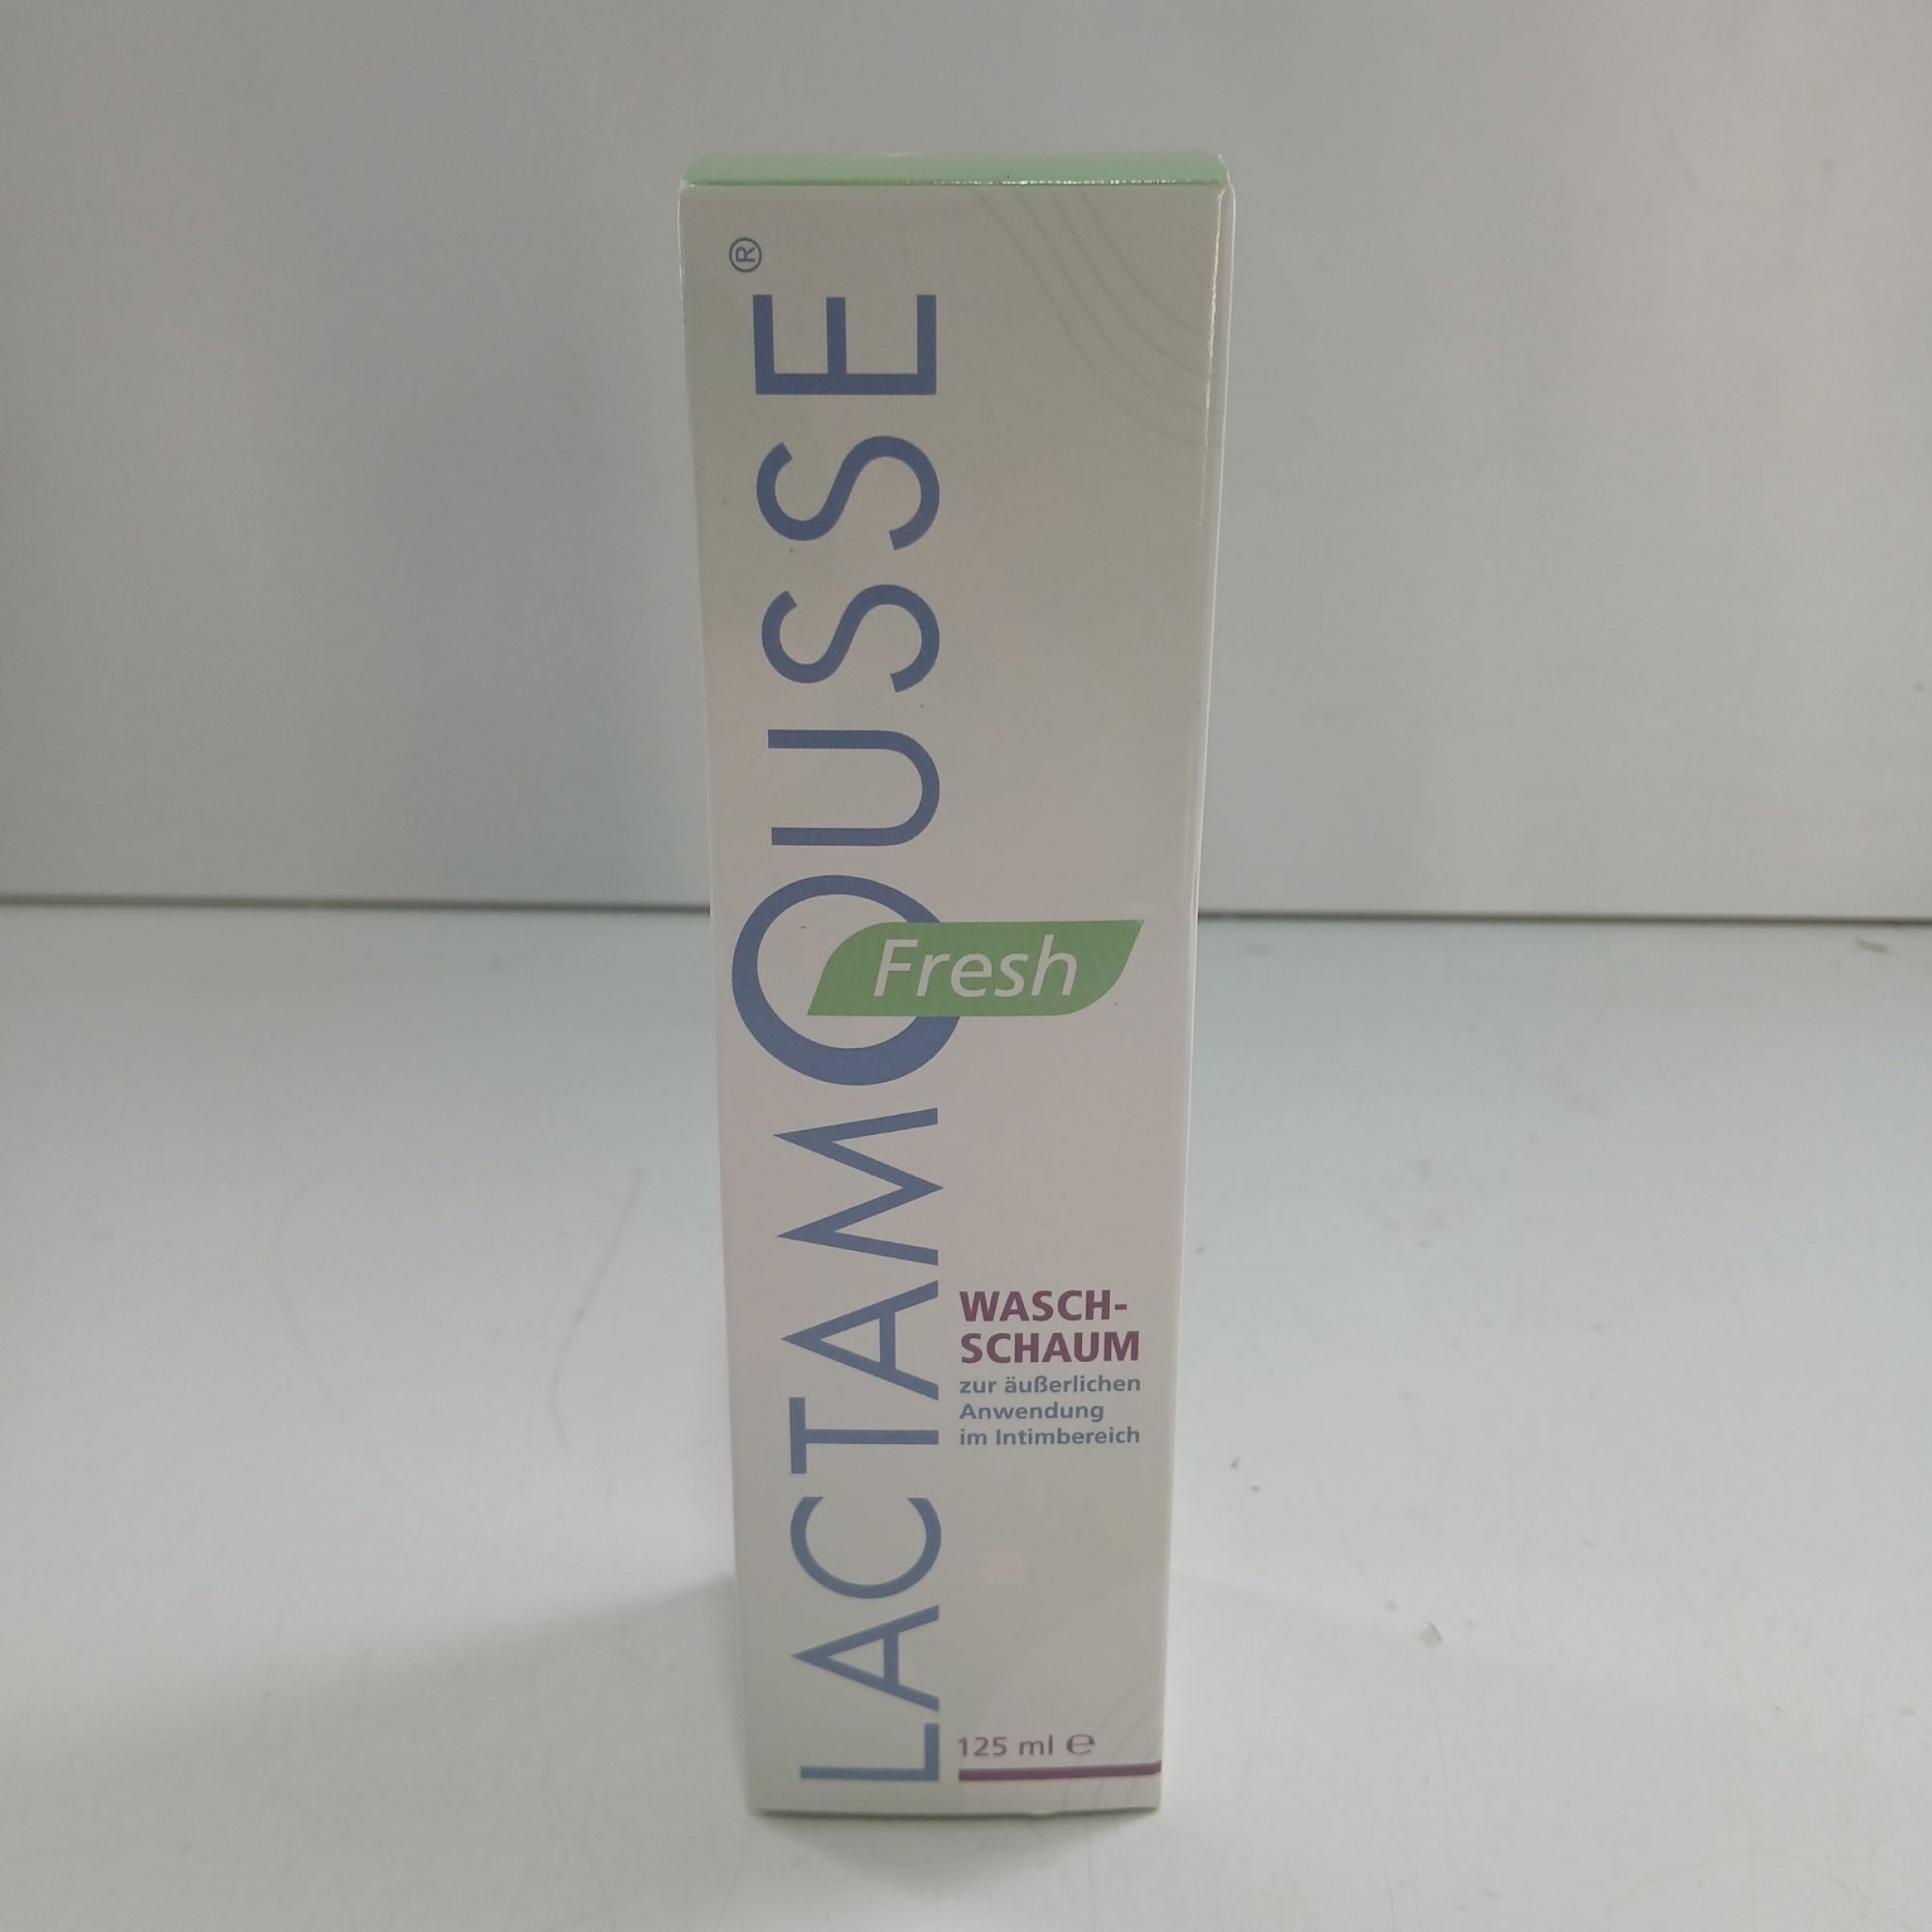 LACTAMOUSSE®
Fresh
WASCH-
SCHAUM
zur äußerlichen
Anwendung
im Intimbereich
125 ml ℮